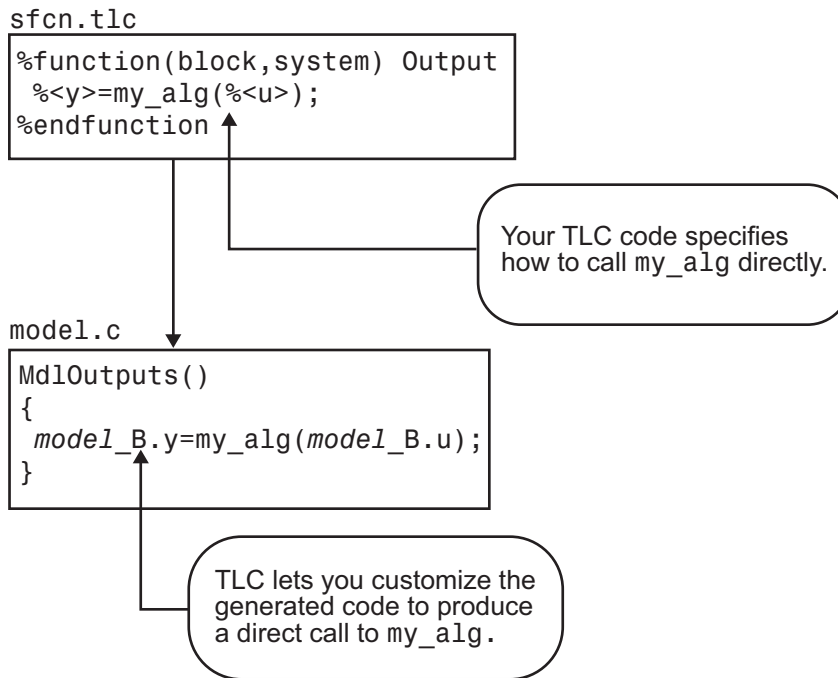 sfcn.tlc
%function(block,system) Output
%<y>=my_alg(%<u>);
%endfunction
Your TLC code specifies
how to call my_alg directly.
model.c
MdlOutputs()
{
model_B.y=my_alg(model_B.u);
}
TLC lets you customize the
generated code to produce
a direct call to my_alg.